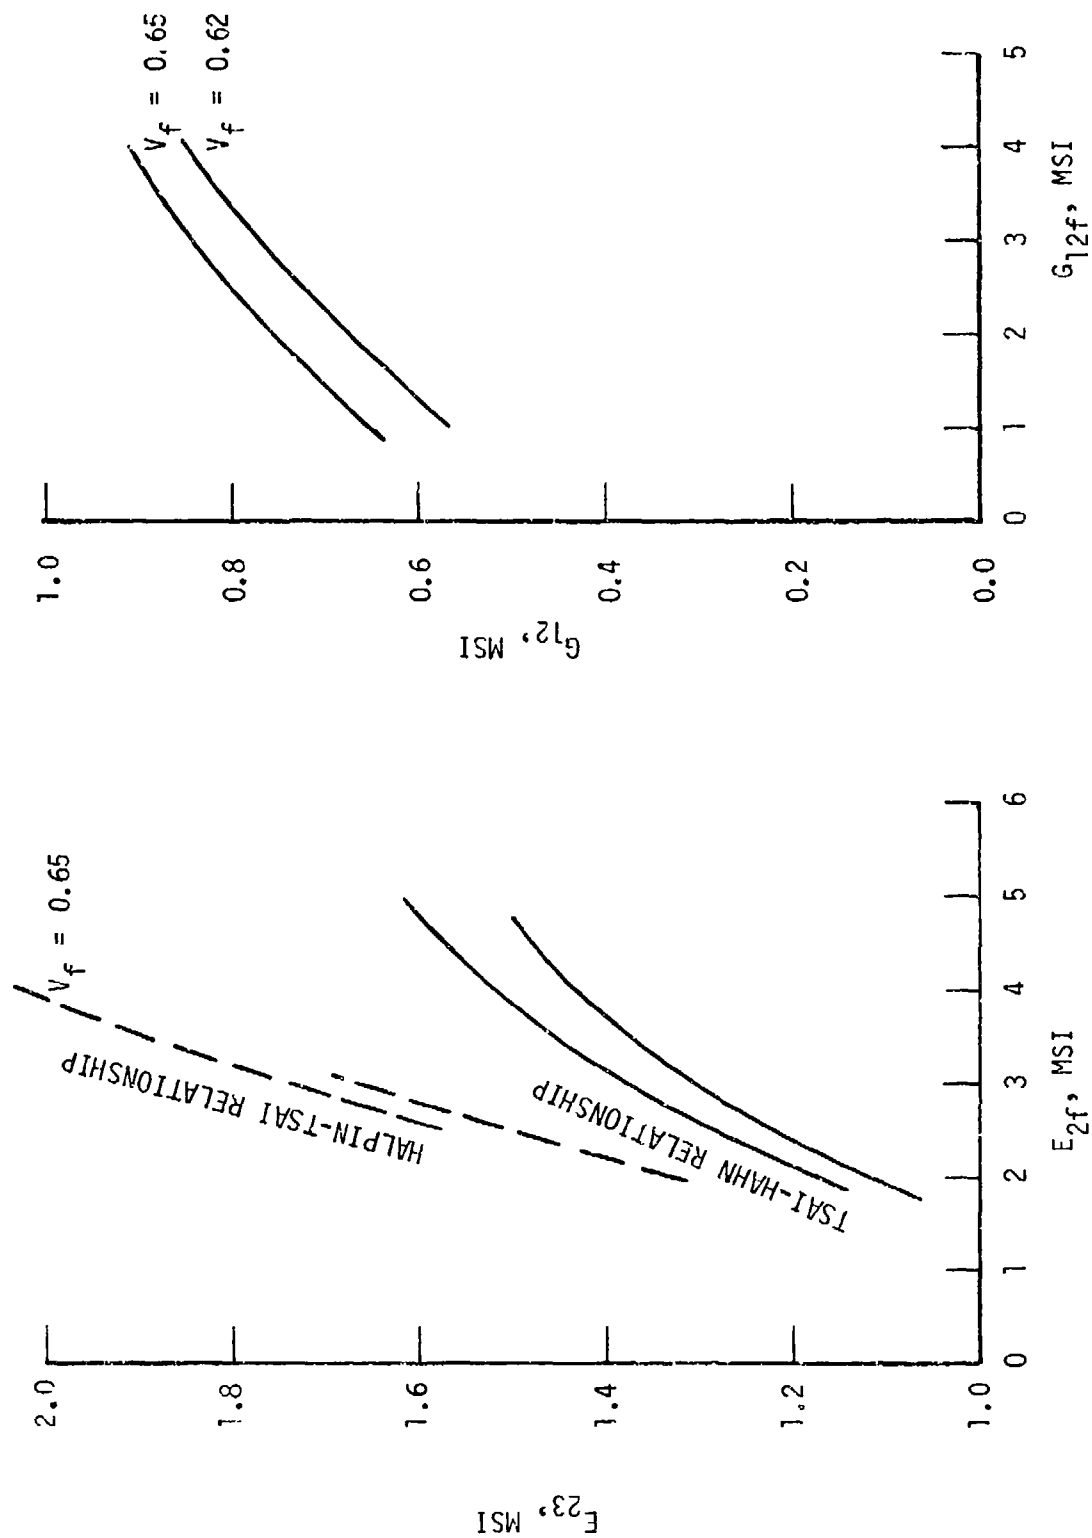 E23, MSI
2.0
1.8
1.6
1.4
1.2
1.0
0
1
2
3
4
5
6
E2f, MSI
Vf = 0.65
HALPIN-TSAI RELATIONSHIP
TSAI-HAHN RELATIONSHIP
G12, MSI
1.0
0.8
0.6
0.4
0.2
0.0
0
1
2
3
4
5
G12f, MSI
Vf = 0.65
Vf = 0.62